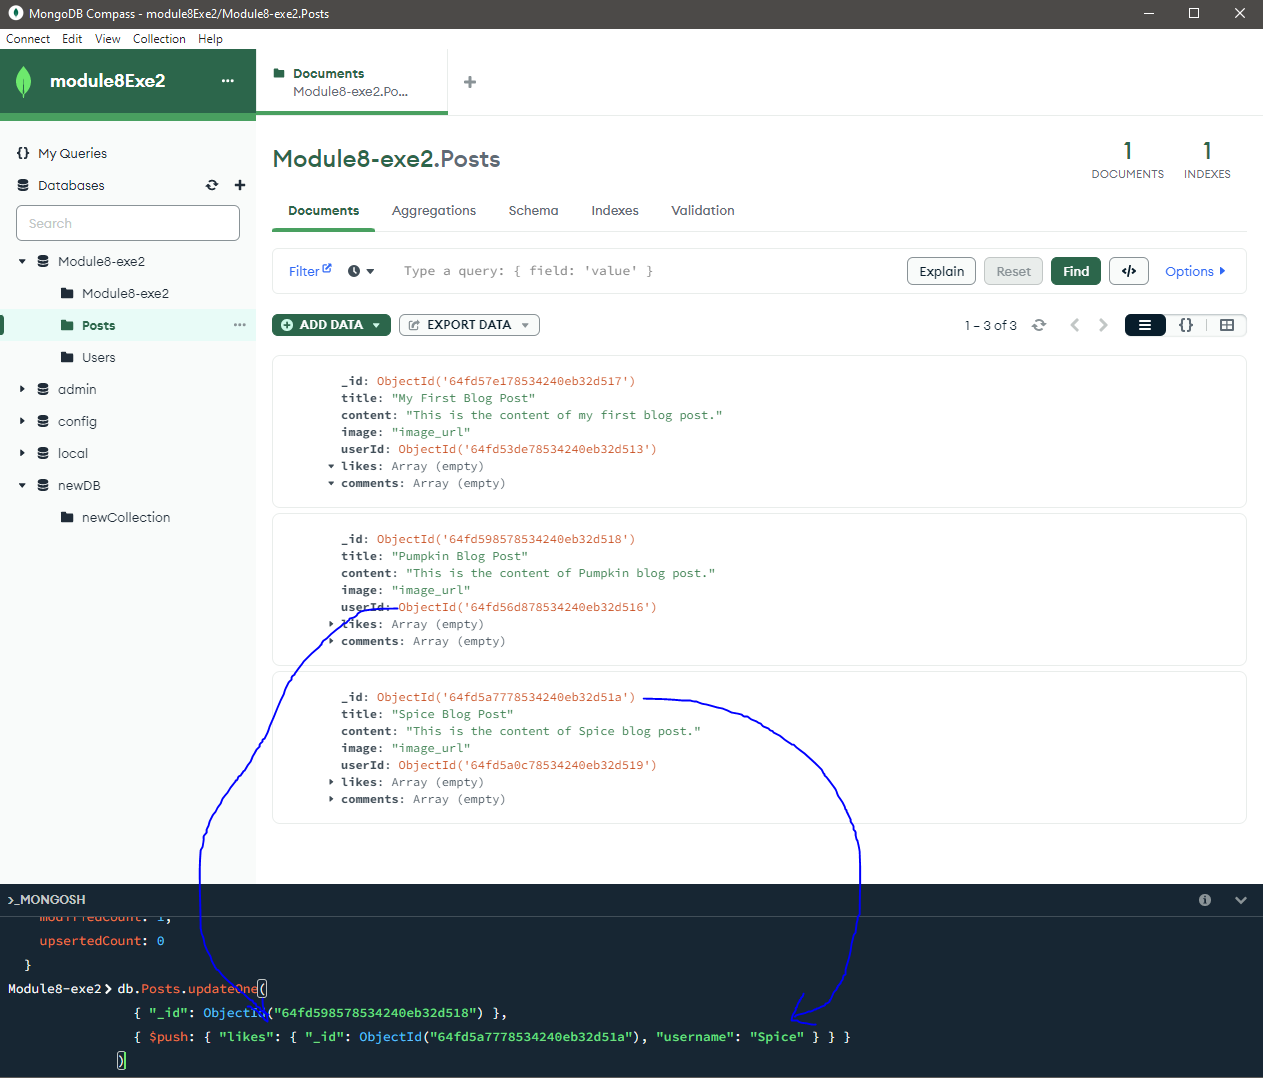 MongoDB Compass - module8Exe2/Module8-exe2.Posts
Connect Edit View Collection Help
module8Exe2 ...
Documents
Module8-exe2.Po...
My Queries
Databases
Search
Module8-exe2
Module8-exe2
Posts ...
Users
admin
config
local
newDB
newCollection
Module8-exe2.Posts
1 DOCUMENTS
1 INDEXES
Documents Aggregations Schema Indexes Validation
Filter Type a query: { field: 'value' } Explain Reset Find </> Options
ADD DATA EXPORT DATA 1 – 3 of 3 {}
_id: ObjectId('64fd57e178534240eb32d517')
title: "My First Blog Post"
content: "This is the content of my first blog post."
image: "image_url"
userId: ObjectId('64fd53de78534240eb32d513')
likes: Array (empty)
comments: Array (empty)
_id: ObjectId('64fd598578534240eb32d518')
title: "Pumpkin Blog Post"
content: "This is the content of Pumpkin blog post."
image: "image_url"
userId: ObjectId('64fd56d878534240eb32d516')
likes: Array (empty)
comments: Array (empty)
_id: ObjectId('64fd5a7778534240eb32d51a')
title: "Spice Blog Post"
content: "This is the content of Spice blog post."
image: "image_url"
userId: ObjectId('64fd5a0c78534240eb32d519')
likes: Array (empty)
comments: Array (empty)
>_MONGOSH
modifiedCount: 1,
upsertedCount: 0
}
Module8-exe2> db.Posts.updateOne(
{ "_id": ObjectId("64fd598578534240eb32d518") },
{ $push: { "likes": { "_id": ObjectId("64fd5a7778534240eb32d51a"), "username": "Spice" } } }
)